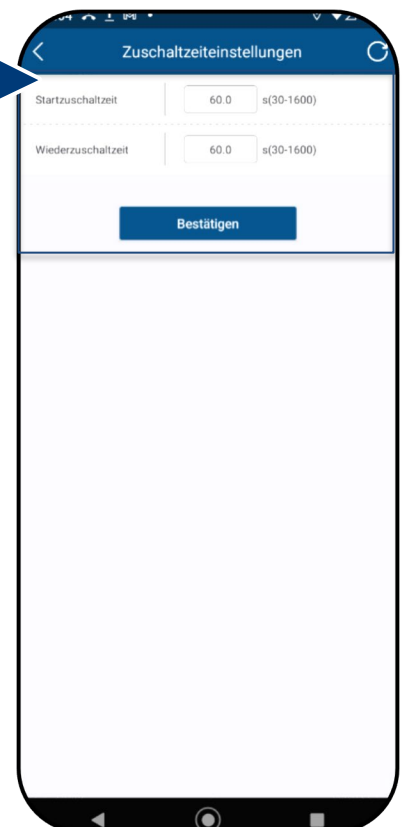 Zuschaltzeiteinstellungen
Startzuschaltzeit 60.0 s(30-1600)
Wiederzuschaltzeit 60.0 s(30-1600)
Bestätigen